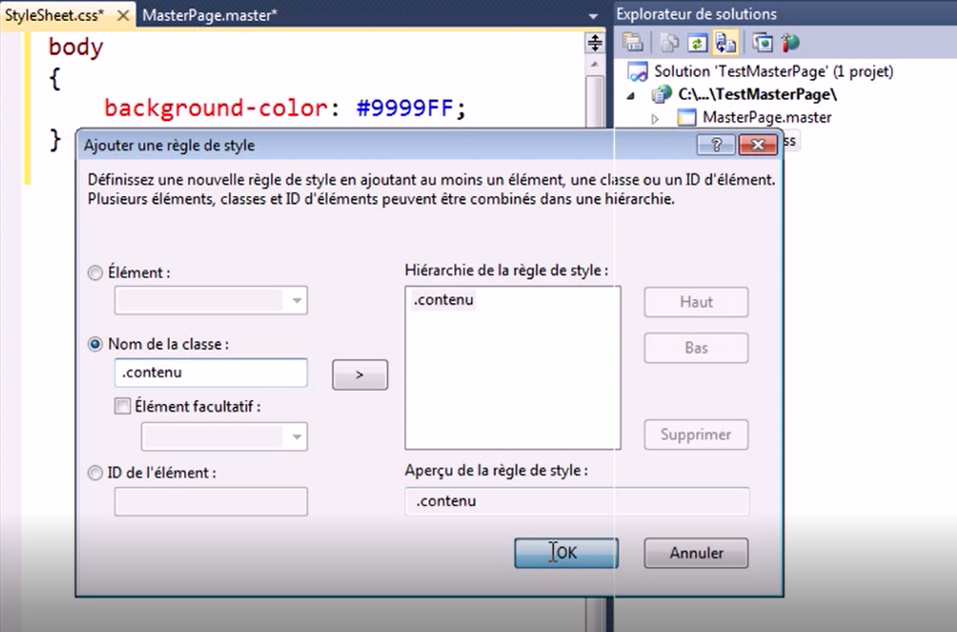 StyleSheet.css* MasterPage.master*
Explorateur de solutions
body
{
background-color: #9999FF;
}
Solution 'TestMasterPage' (1 projet)
C:\...\TestMasterPage\
MasterPage.master
ss
Ajouter une règle de style
Définissez une nouvelle règle de style en ajoutant au moins un élément, une classe ou un ID d'élément.
Plusieurs éléments, classes et ID d'éléments peuvent être combinés dans une hiérarchie.
Élément :
Nom de la classe :
.contenu
>
Élément facultatif :
ID de l'élément :
Hiérarchie de la règle de style :
.contenu
Haut
Bas
Supprimer
Aperçu de la règle de style :
.contenu
OK
Annuler